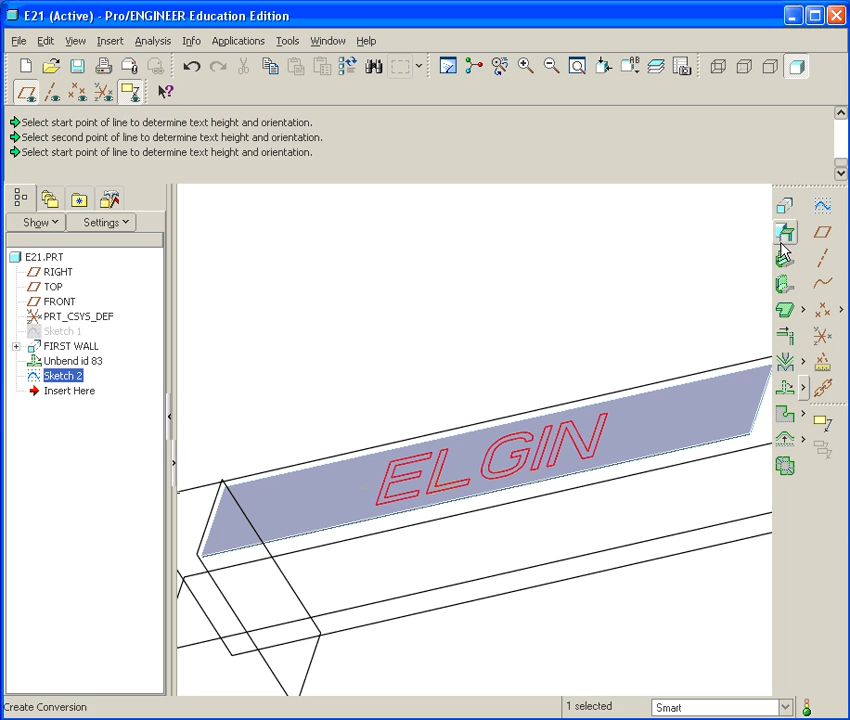 E21 (Active) - Pro/ENGINEER Education Edition
File Edit View Insert Analysis Info Applications Tools Window Help
Select start point of line to determine text height and orientation.
Select second point of line to determine text height and orientation.
Select start point of line to determine text height and orientation.
Show Settings
E21.PRT
RIGHT
TOP
FRONT
PRT_CSYS_DEF
Sketch 1
FIRST WALL
Unbend id 83
Sketch 2
Insert Here
ELGIN
Create Conversion
1 selected
Smart